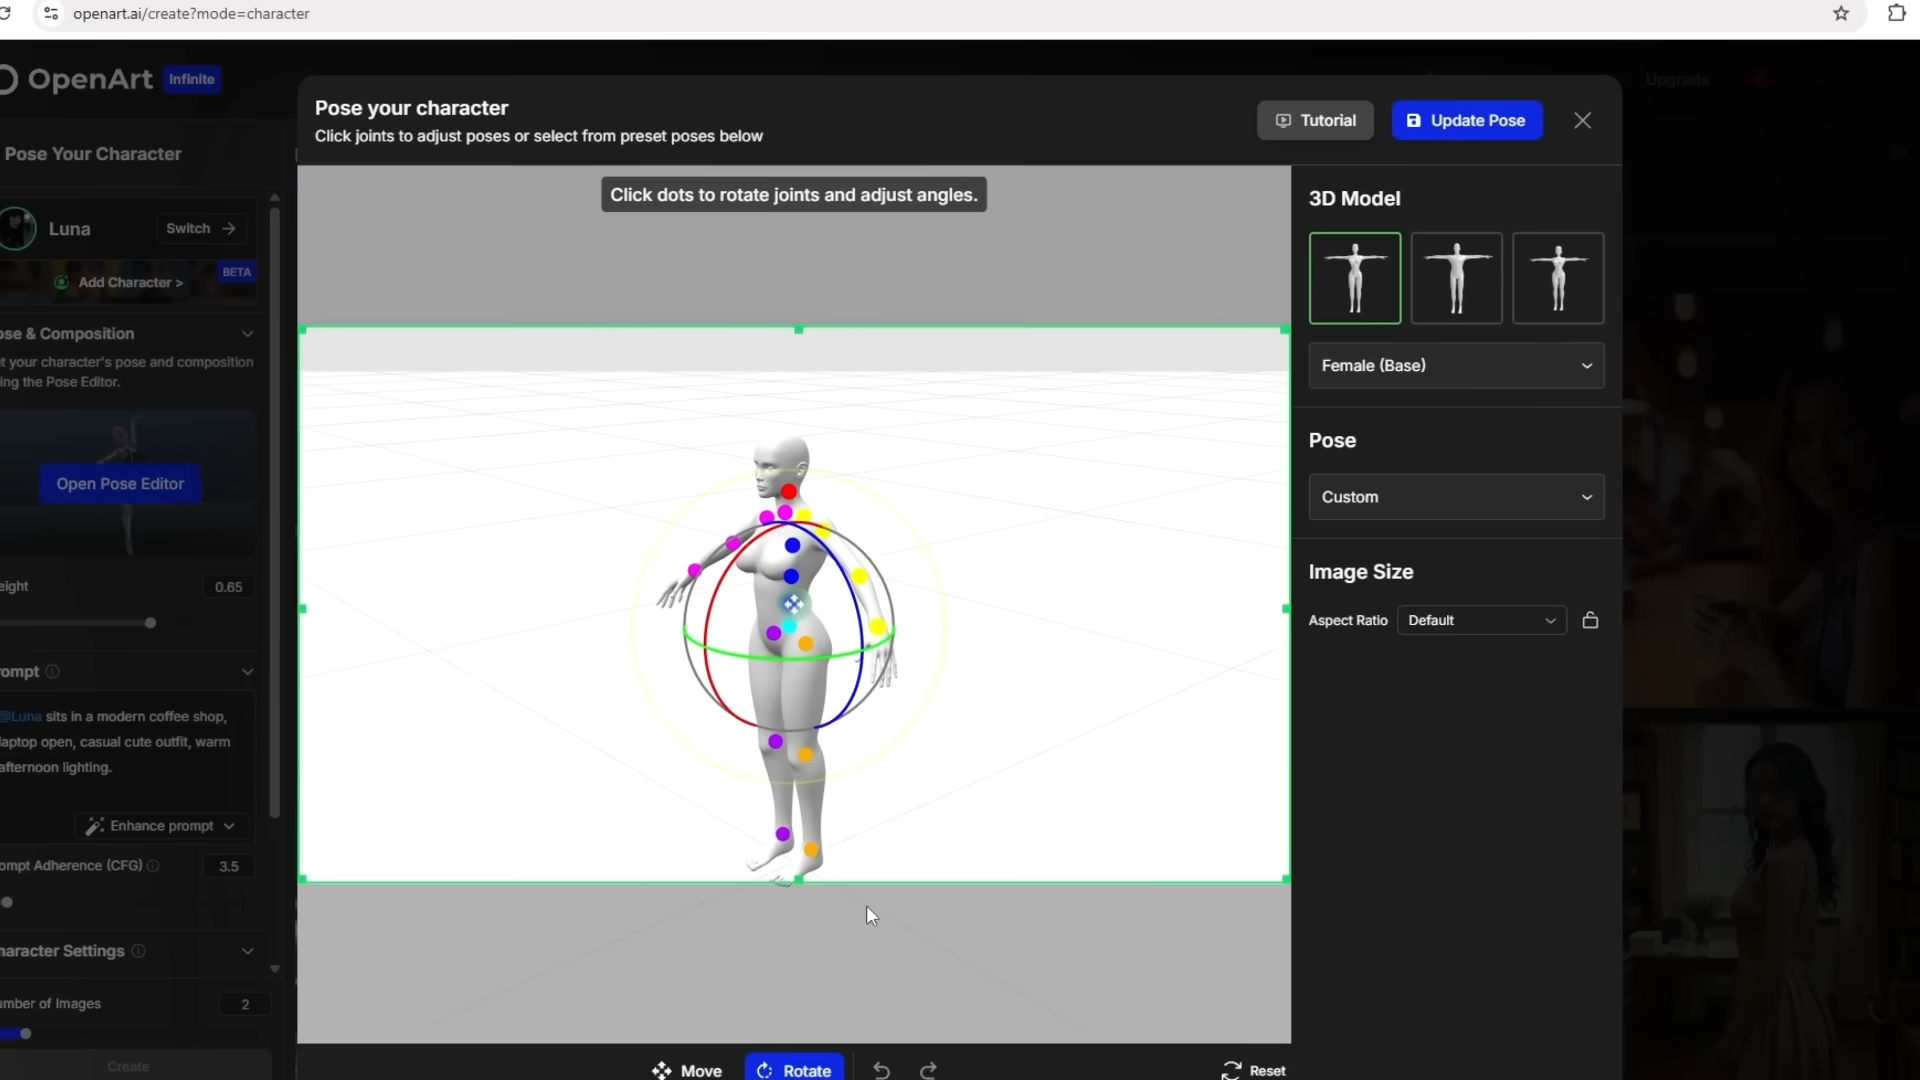 openart.ai/create?mode=character
OpenArt Infinite
Upgrade
Pose Your Character
Luna
Switch
BETA
Add Character >
ose & Composition
t your character's pose and composition
ing the Pose Editor.
Open Pose Editor
eight 0.65
ompt
@Luna sits in a modern coffee shop,
laptop open, casual cute outfit, warm
afternoon lighting.
Enhance prompt
ompt Adherence (CFG) 3.5
haracter Settings
umber of Images 2
Create
Pose your character
Click joints to adjust poses or select from preset poses below
Tutorial
Update Pose
Click dots to rotate joints and adjust angles.
Move
Rotate
Reset
3D Model
Female (Base)
Pose
Custom
Image Size
Aspect Ratio Default